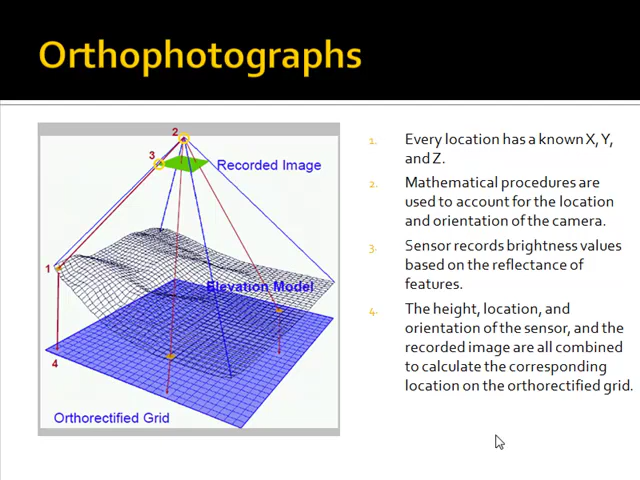 Orthophotographs
2
3
Recorded Image
1
Elevation Model
4
Orthorectified Grid
1. Every location has a known X, Y,
and Z.
2. Mathematical procedures are
used to account for the location
and orientation of the camera.
3. Sensor records brightness values
based on the reflectance of
features.
4. The height, location, and
orientation of the sensor, and the
recorded image are all combined
to calculate the corresponding
location on the orthorectified grid.